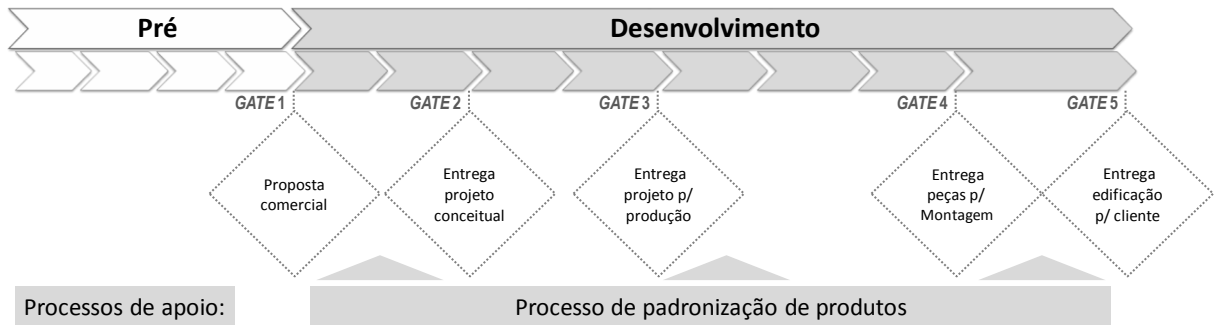 Pré
Desenvolvimento
GATE 1
GATE 2
GATE 3
GATE 4
GATE 5
Proposta
comercial
Entrega
projeto
conceitual
Entrega
projeto p/
produção
Entrega
peças p/
Montagem
Entrega
edificação
p/ cliente
Processos de apoio:
Processo de padronização de produtos